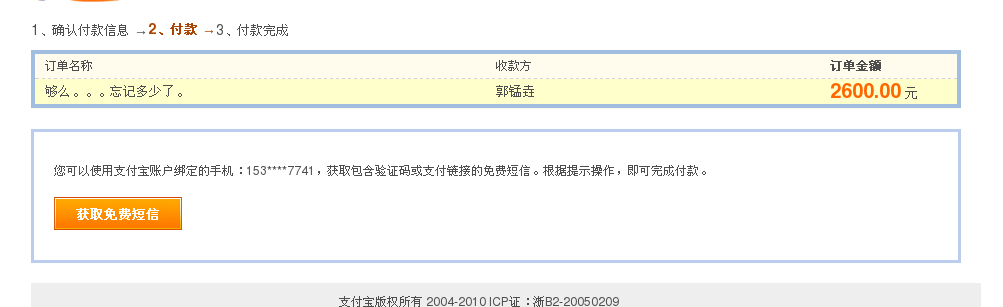 1、确认付款信息 →2、付款 →3、付款完成
订单名称 收款方 订单金额
够么。。。忘记多少了。 郭锰垚 2600.00 元
您可以使用支付宝账户绑定的手机：153****7741，获取包含验证码或支付链接的免费短信。根据提示操作，即可完成付款。
获取免费短信
支付宝版权所有 2004-2010 ICP证：浙B2-20050209